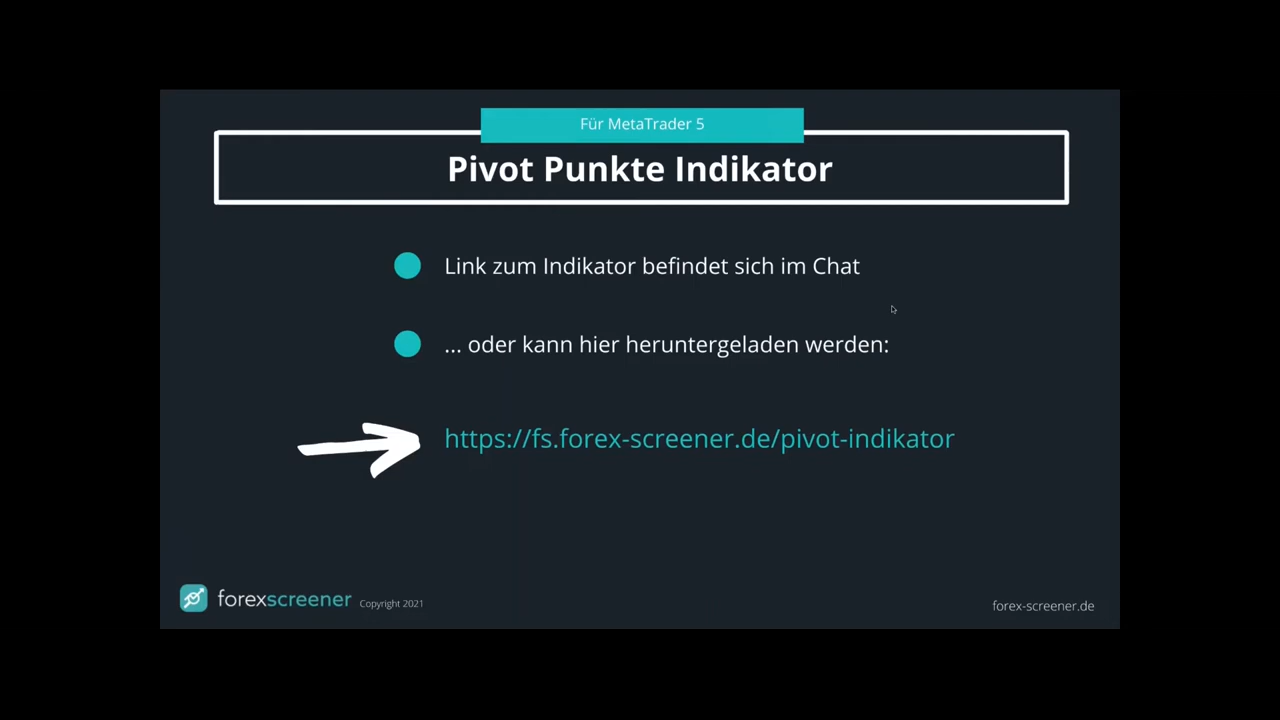 Für MetaTrader 5
Pivot Punkte Indikator
Link zum Indikator befindet sich im Chat
... oder kann hier heruntergeladen werden:
https://fs.forex-screener.de/pivot-indikator
forexscreener Copyright 2021
forex-screener.de